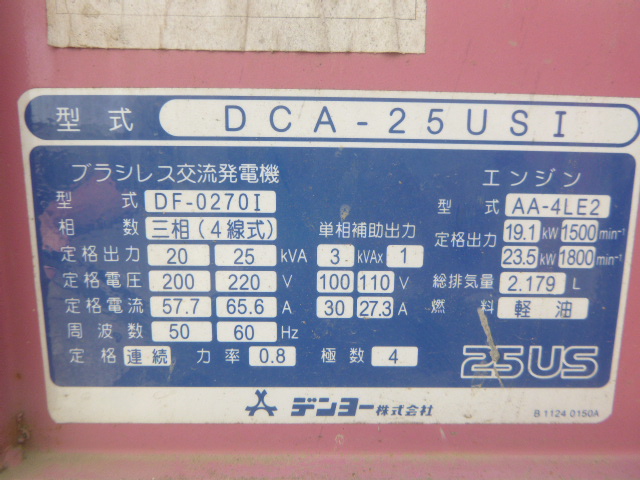 型式 DCA-25USI
ブラシレス交流発電機
型式 DF-0270I
相数 三相(4線式)
定格出力 20 25 kVA
定格電圧 200 220 V
定格電流 57.7 65.6 A
周波数 50 60 Hz
定格 連続 力率 0.8 極数 4
単相補助出力
3 kVAx 1
100 110 V
30 27.3 A
エンジン
型式 AA-4LE2
定格出力 19.1 kW 1500 min⁻¹
23.5 kW 1800 min⁻¹
総排気量 2.179 L
燃料 軽油
25US
デンヨー株式会社
B 1124 0150A